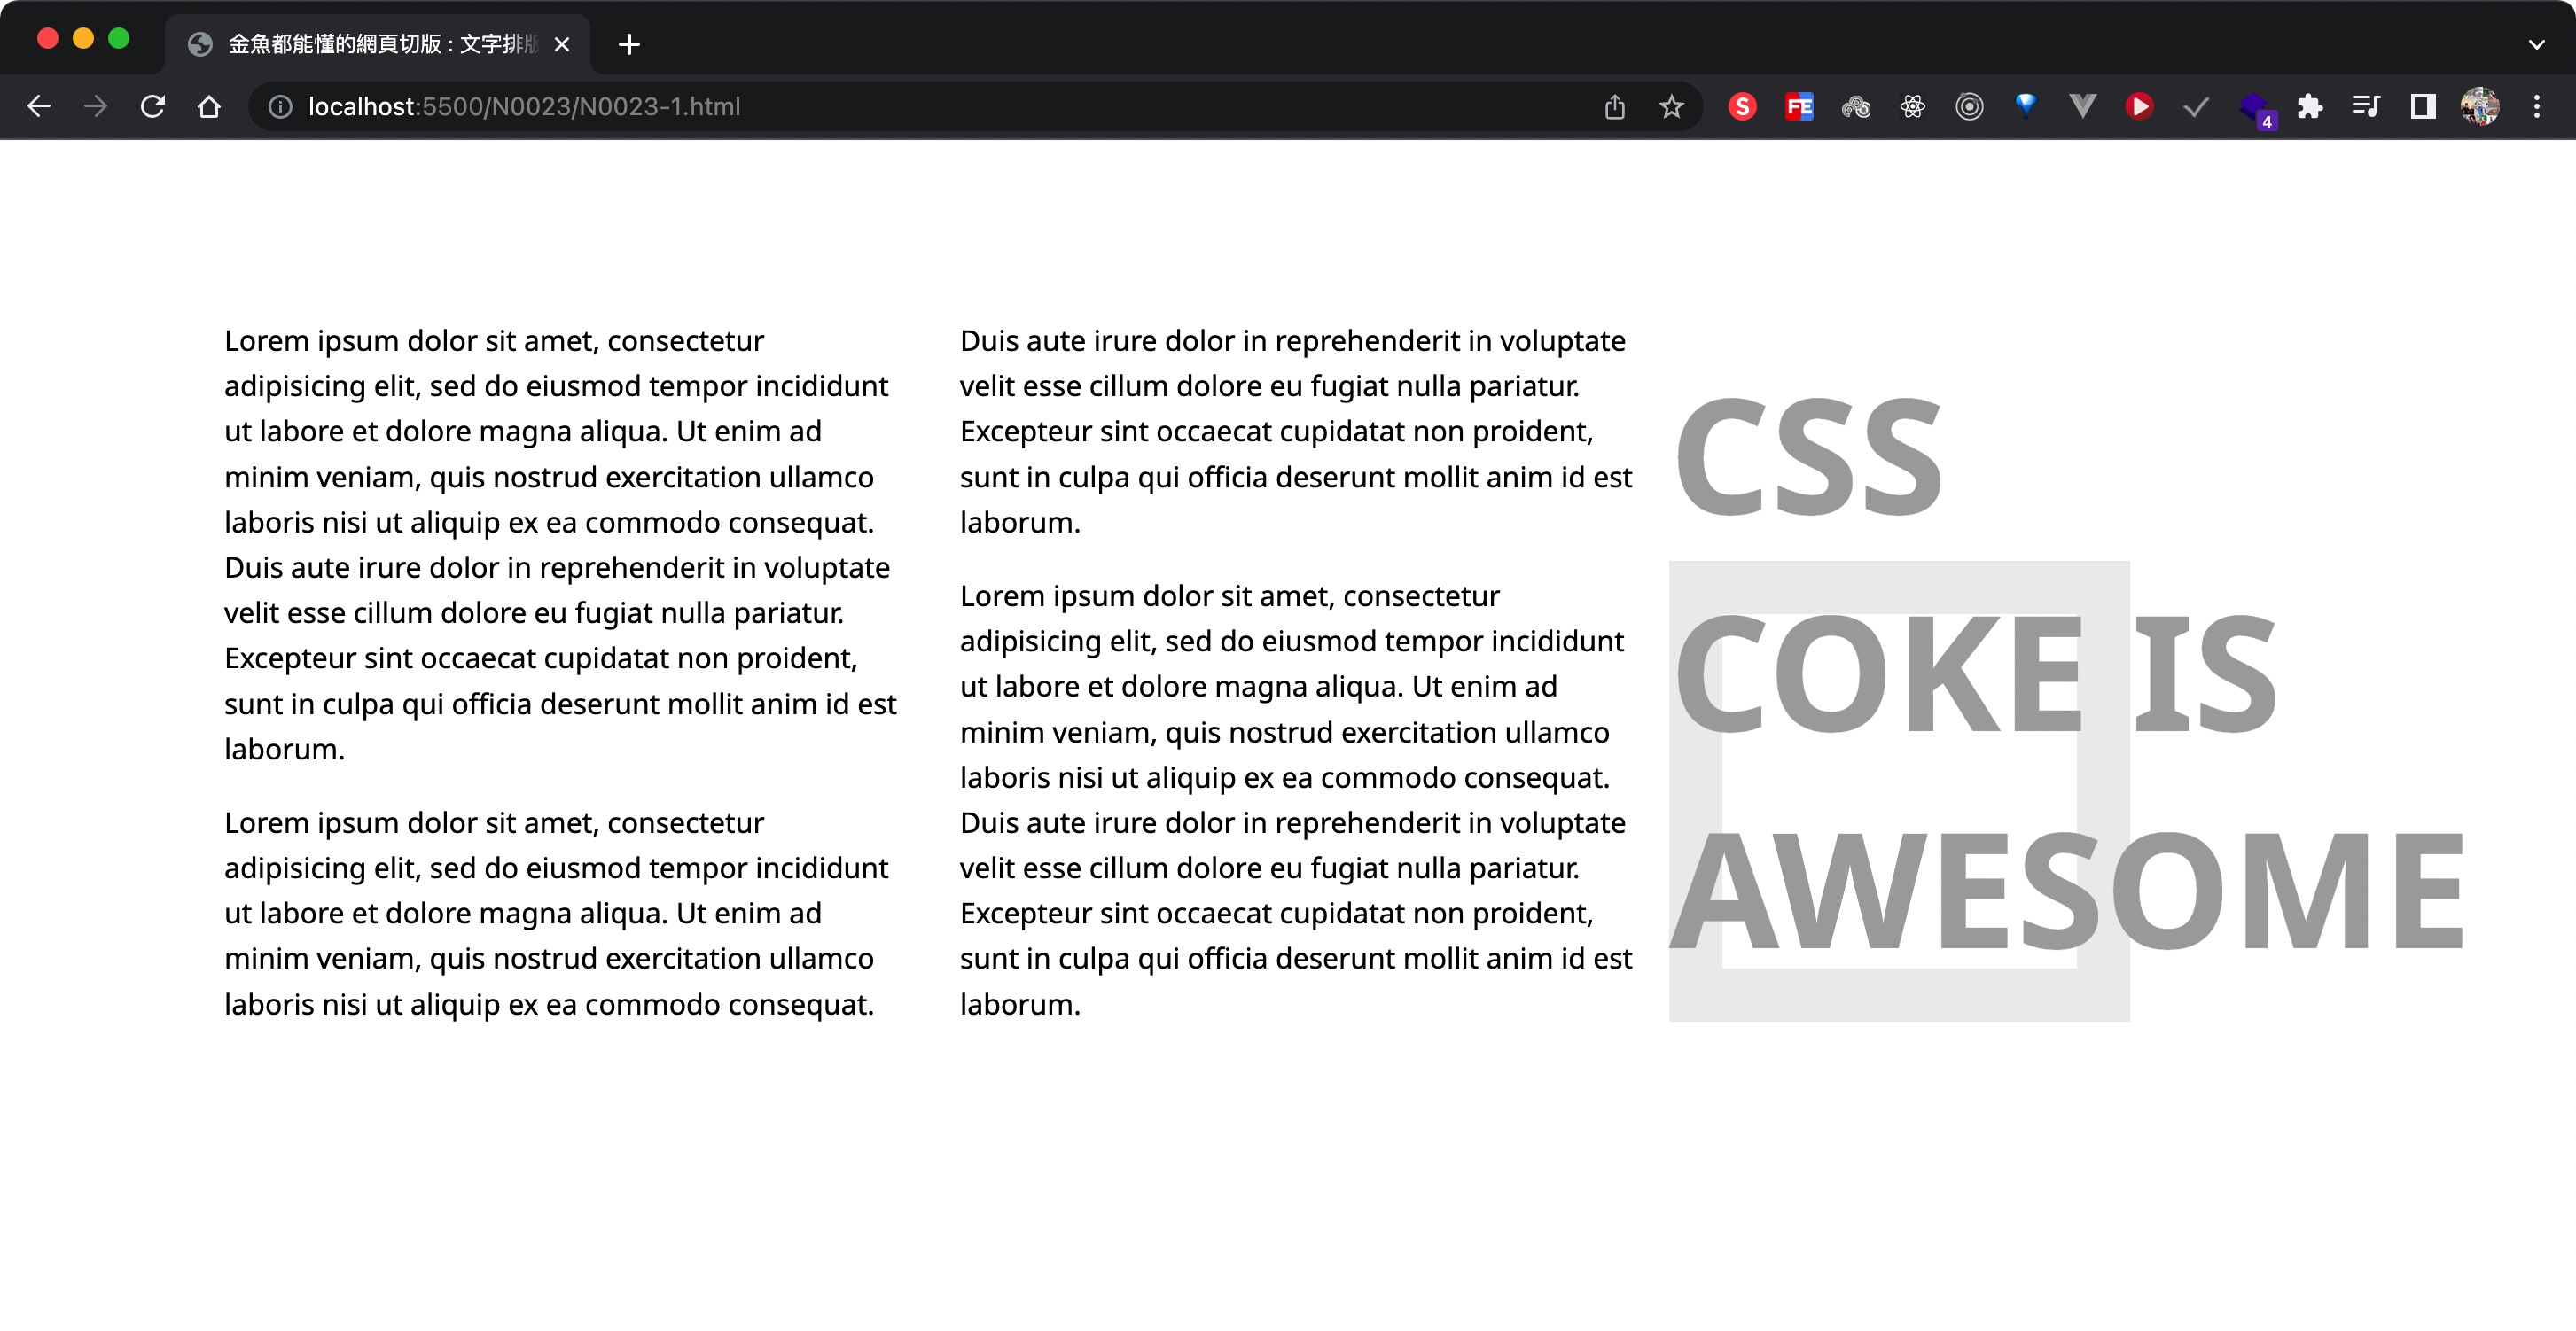 金魚都能懂的網頁切版 : 文字排版
localhost:5500/N0023/N0023-1.html
S
FE
4
Lorem ipsum dolor sit amet, consectetur
adipisicing elit, sed do eiusmod tempor incididunt
ut labore et dolore magna aliqua. Ut enim ad
minim veniam, quis nostrud exercitation ullamco
laboris nisi ut aliquip ex ea commodo consequat.
Duis aute irure dolor in reprehenderit in voluptate
velit esse cillum dolore eu fugiat nulla pariatur.
Excepteur sint occaecat cupidatat non proident,
sunt in culpa qui officia deserunt mollit anim id est
laborum.
Lorem ipsum dolor sit amet, consectetur
adipisicing elit, sed do eiusmod tempor incididunt
ut labore et dolore magna aliqua. Ut enim ad
minim veniam, quis nostrud exercitation ullamco
laboris nisi ut aliquip ex ea commodo consequat.
Duis aute irure dolor in reprehenderit in voluptate
velit esse cillum dolore eu fugiat nulla pariatur.
Excepteur sint occaecat cupidatat non proident,
sunt in culpa qui officia deserunt mollit anim id est
laborum.
Lorem ipsum dolor sit amet, consectetur
adipisicing elit, sed do eiusmod tempor incididunt
ut labore et dolore magna aliqua. Ut enim ad
minim veniam, quis nostrud exercitation ullamco
laboris nisi ut aliquip ex ea commodo consequat.
Duis aute irure dolor in reprehenderit in voluptate
velit esse cillum dolore eu fugiat nulla pariatur.
Excepteur sint occaecat cupidatat non proident,
sunt in culpa qui officia deserunt mollit anim id est
laborum.
CSS
COKE IS
AWESOME